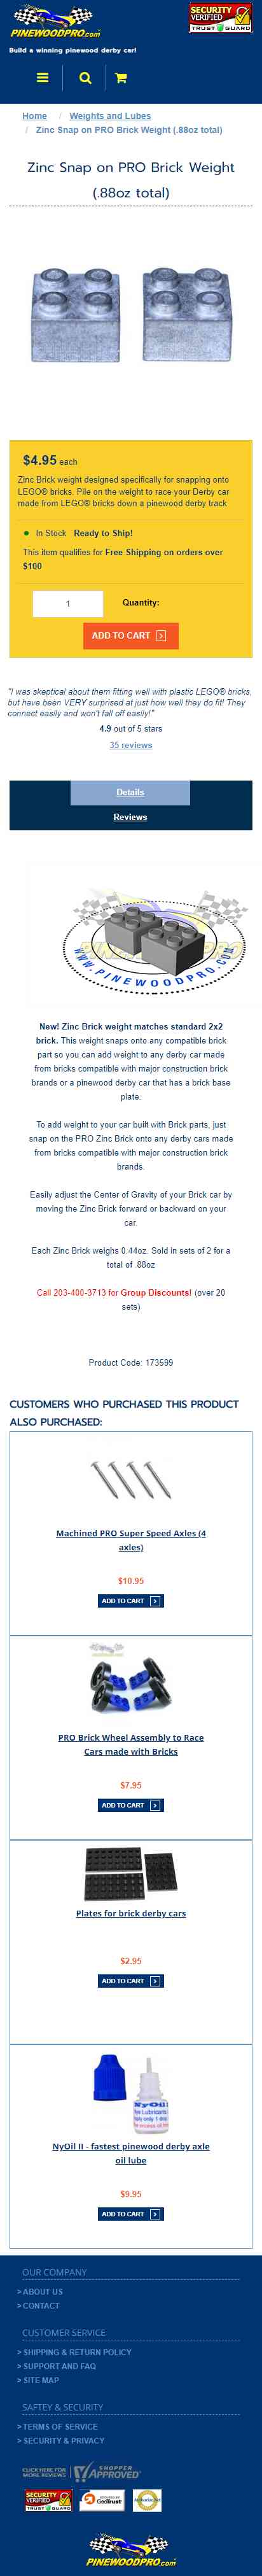 PINEWOODPRO.COM
SECURITY
VERIFIED
TRUST GUARD
Build a winning pinewood derby car!
Home / Weights and Lubes
/ Zinc Snap on PRO Brick Weight (.88oz total)
Zinc Snap on PRO Brick Weight
(.88oz total)
$4.95 each
Zinc Brick weight designed specifically for snapping onto
LEGO® bricks. Pile on the weight to race your Derby car
made from LEGO® bricks down a pinewood derby track
In Stock Ready to Ship!
This item qualifies for Free Shipping on orders over
$100
1 Quantity:
ADD TO CART
"I was skeptical about them fitting well with plastic LEGO® bricks,
but have been VERY surprised at just how well they do fit! They
connect easily and won't fall off easily!"
4.9 out of 5 stars
35 reviews
Details
Reviews
PINEWOODPRO
WWW.PINEWOODPRO.COM
New! Zinc Brick weight matches standard 2x2
brick. This weight snaps onto any compatible brick
part so you can add weight to any derby car made
from bricks compatible with major construction brick
brands or a pinewood derby car that has a brick base
plate.
To add weight to your car built with Brick parts, just
snap on the PRO Zinc Brick onto any derby cars made
from bricks compatible with major construction brick
brands.
Easily adjust the Center of Gravity of your Brick car by
moving the Zinc Brick forward or backward on your
car.
Each Zinc Brick weighs 0.44oz. Sold in sets of 2 for a
total of .88oz
Call 203-400-3713 for Group Discounts! (over 20
sets)
Product Code: 173599
CUSTOMERS WHO PURCHASED THIS PRODUCT
ALSO PURCHASED:
Machined PRO Super Speed Axles (4
axles)
$10.95
ADD TO CART
PRO Brick Wheel Assembly to Race
Cars made with Bricks
$7.95
ADD TO CART
Plates for brick derby cars
$2.95
ADD TO CART
NyOil II
NyOil II - fastest pinewood derby axle
oil lube
$9.95
ADD TO CART
OUR COMPANY
> ABOUT US
> CONTACT
CUSTOMER SERVICE
> SHIPPING & RETURN POLICY
> SUPPORT AND FAQ
> SITE MAP
SAFTEY & SECURITY
> TERMS OF SERVICE
> SECURITY & PRIVACY
CLICK HERE FOR
MORE REVIEWS
SHOPPER
APPROVED
SECURITY
VERIFIED
TRUST GUARD
GeoTrust
PINEWOODPRO.COM